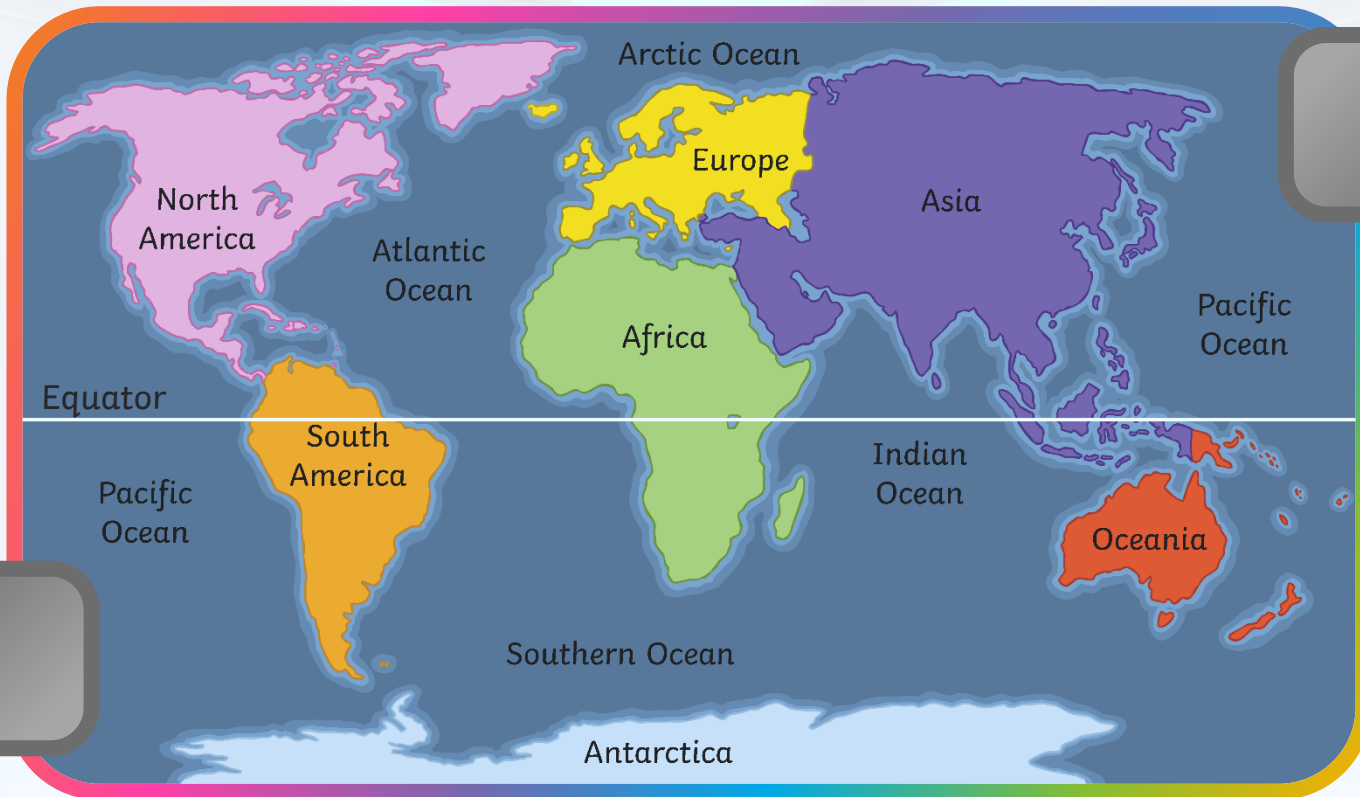 Arctic Ocean
Europe
North
America
Asia
Atlantic
Ocean
Africa
Pacific
Ocean
Equator
South
America
Indian
Ocean
Pacific
Ocean
Oceania
Southern Ocean
Antarctica